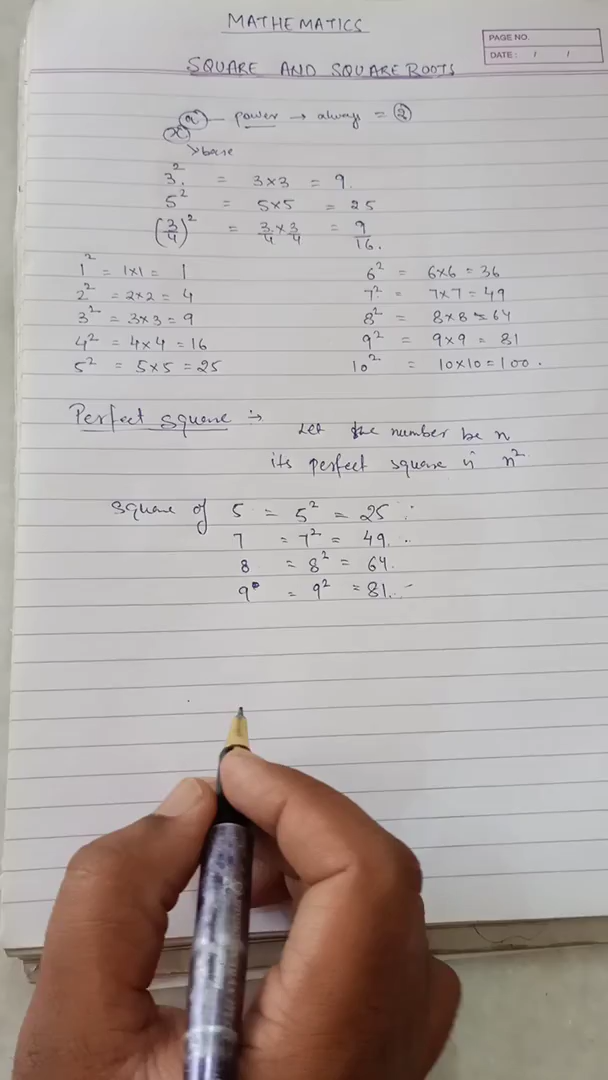 MATHEMATICS
PAGE NO.
DATE : / /
SQUARE AND SQUARE ROOTS
(a) — power → always = (2)
(x)
↘ base
3² = 3×3 = 9.
5² = 5×5 = 25
(3/4)² = 3/4 × 3/4 = 9/16.
1² = 1×1 = 1
2² = 2×2 = 4
3² = 3×3 = 9
4² = 4×4 = 16
5² = 5×5 = 25
6² = 6×6 = 36
7² = 7×7 = 49
8² = 8×8 = 64
9² = 9×9 = 81
10² = 10×10 = 100.
Perfect square :-
Let the number be n
its perfect square is n²
Square of 5 = 5² = 25
7 = 7² = 49.
8 = 8² = 64.
9 = 9² = 81.